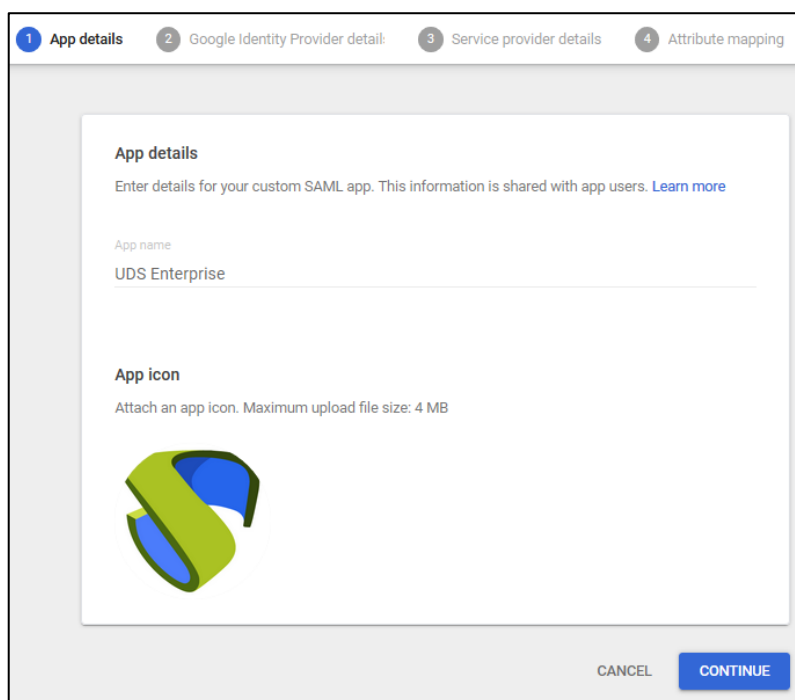 1 App details 2 Google Identity Provider detail 3 Service provider details 4 Attribute mapping
App details
Enter details for your custom SAML app. This information is shared with app users. Learn more
App name
UDS Enterprise
App icon
Attach an app icon. Maximum upload file size: 4 MB
CANCEL CONTINUE